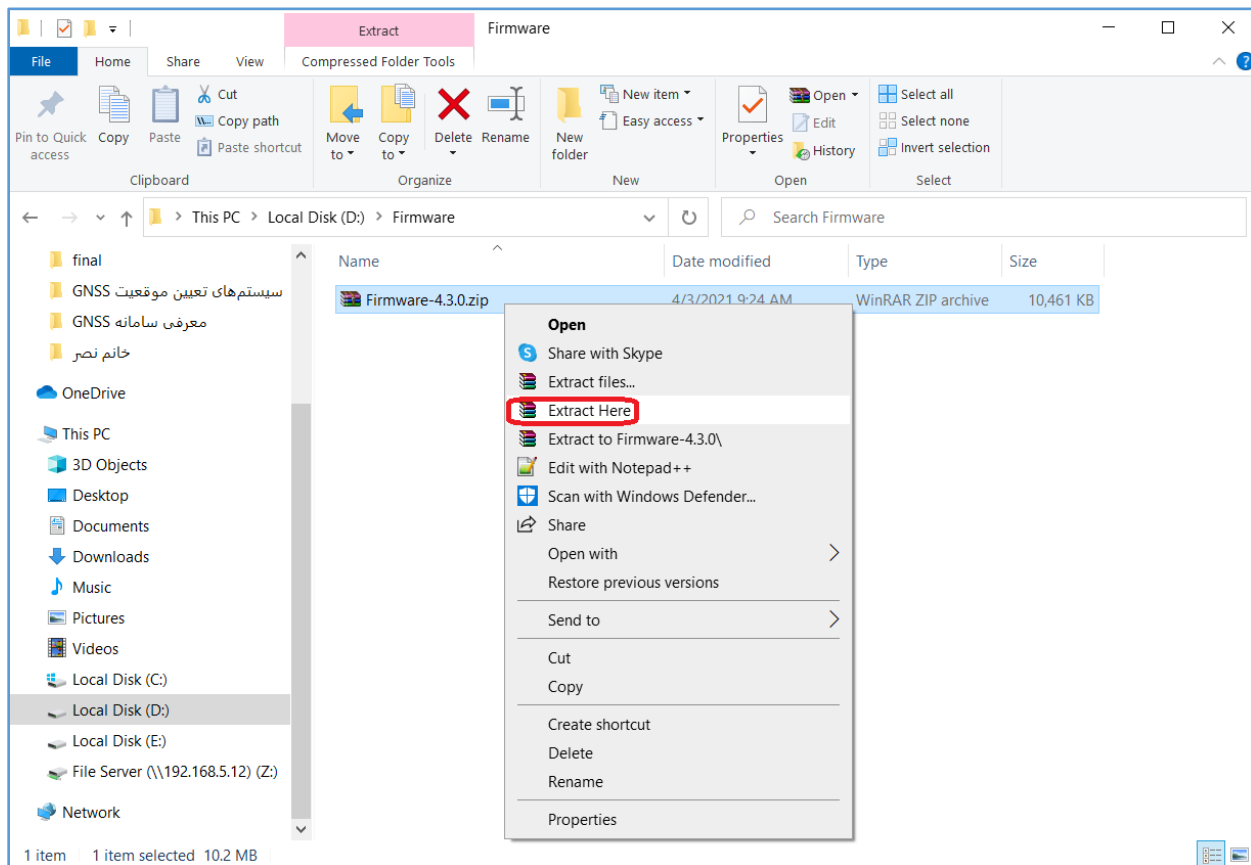 Extract
Firmware
File
Home
Share
View
Compressed Folder Tools
Pin to Quick access
Copy
Paste
Cut
Copy path
Paste shortcut
Clipboard
Move to
Copy to
Delete
Rename
Organize
New folder
New item
Easy access
New
Properties
Open
Edit
History
Open
Select all
Select none
Invert selection
Select
This PC > Local Disk (D:) > Firmware
Search Firmware
final
سیستم‌های تعیین موقعیت GNSS
معرفی سامانه GNSS
خانم نصر
OneDrive
This PC
3D Objects
Desktop
Documents
Downloads
Music
Pictures
Videos
Local Disk (C:)
Local Disk (D:)
Local Disk (E:)
File Server (\\192.168.5.12) (Z:)
Network
Name
Date modified
Type
Size
Firmware-4.3.0.zip
4/3/2021 9:24 AM
WinRAR ZIP archive
10,461 KB
Open
Share with Skype
Extract files...
Extract Here
Extract to Firmware-4.3.0\
Edit with Notepad++
Scan with Windows Defender...
Share
Open with
Restore previous versions
Send to
Cut
Copy
Create shortcut
Delete
Rename
Properties
1 item
1 item selected 10.2 MB